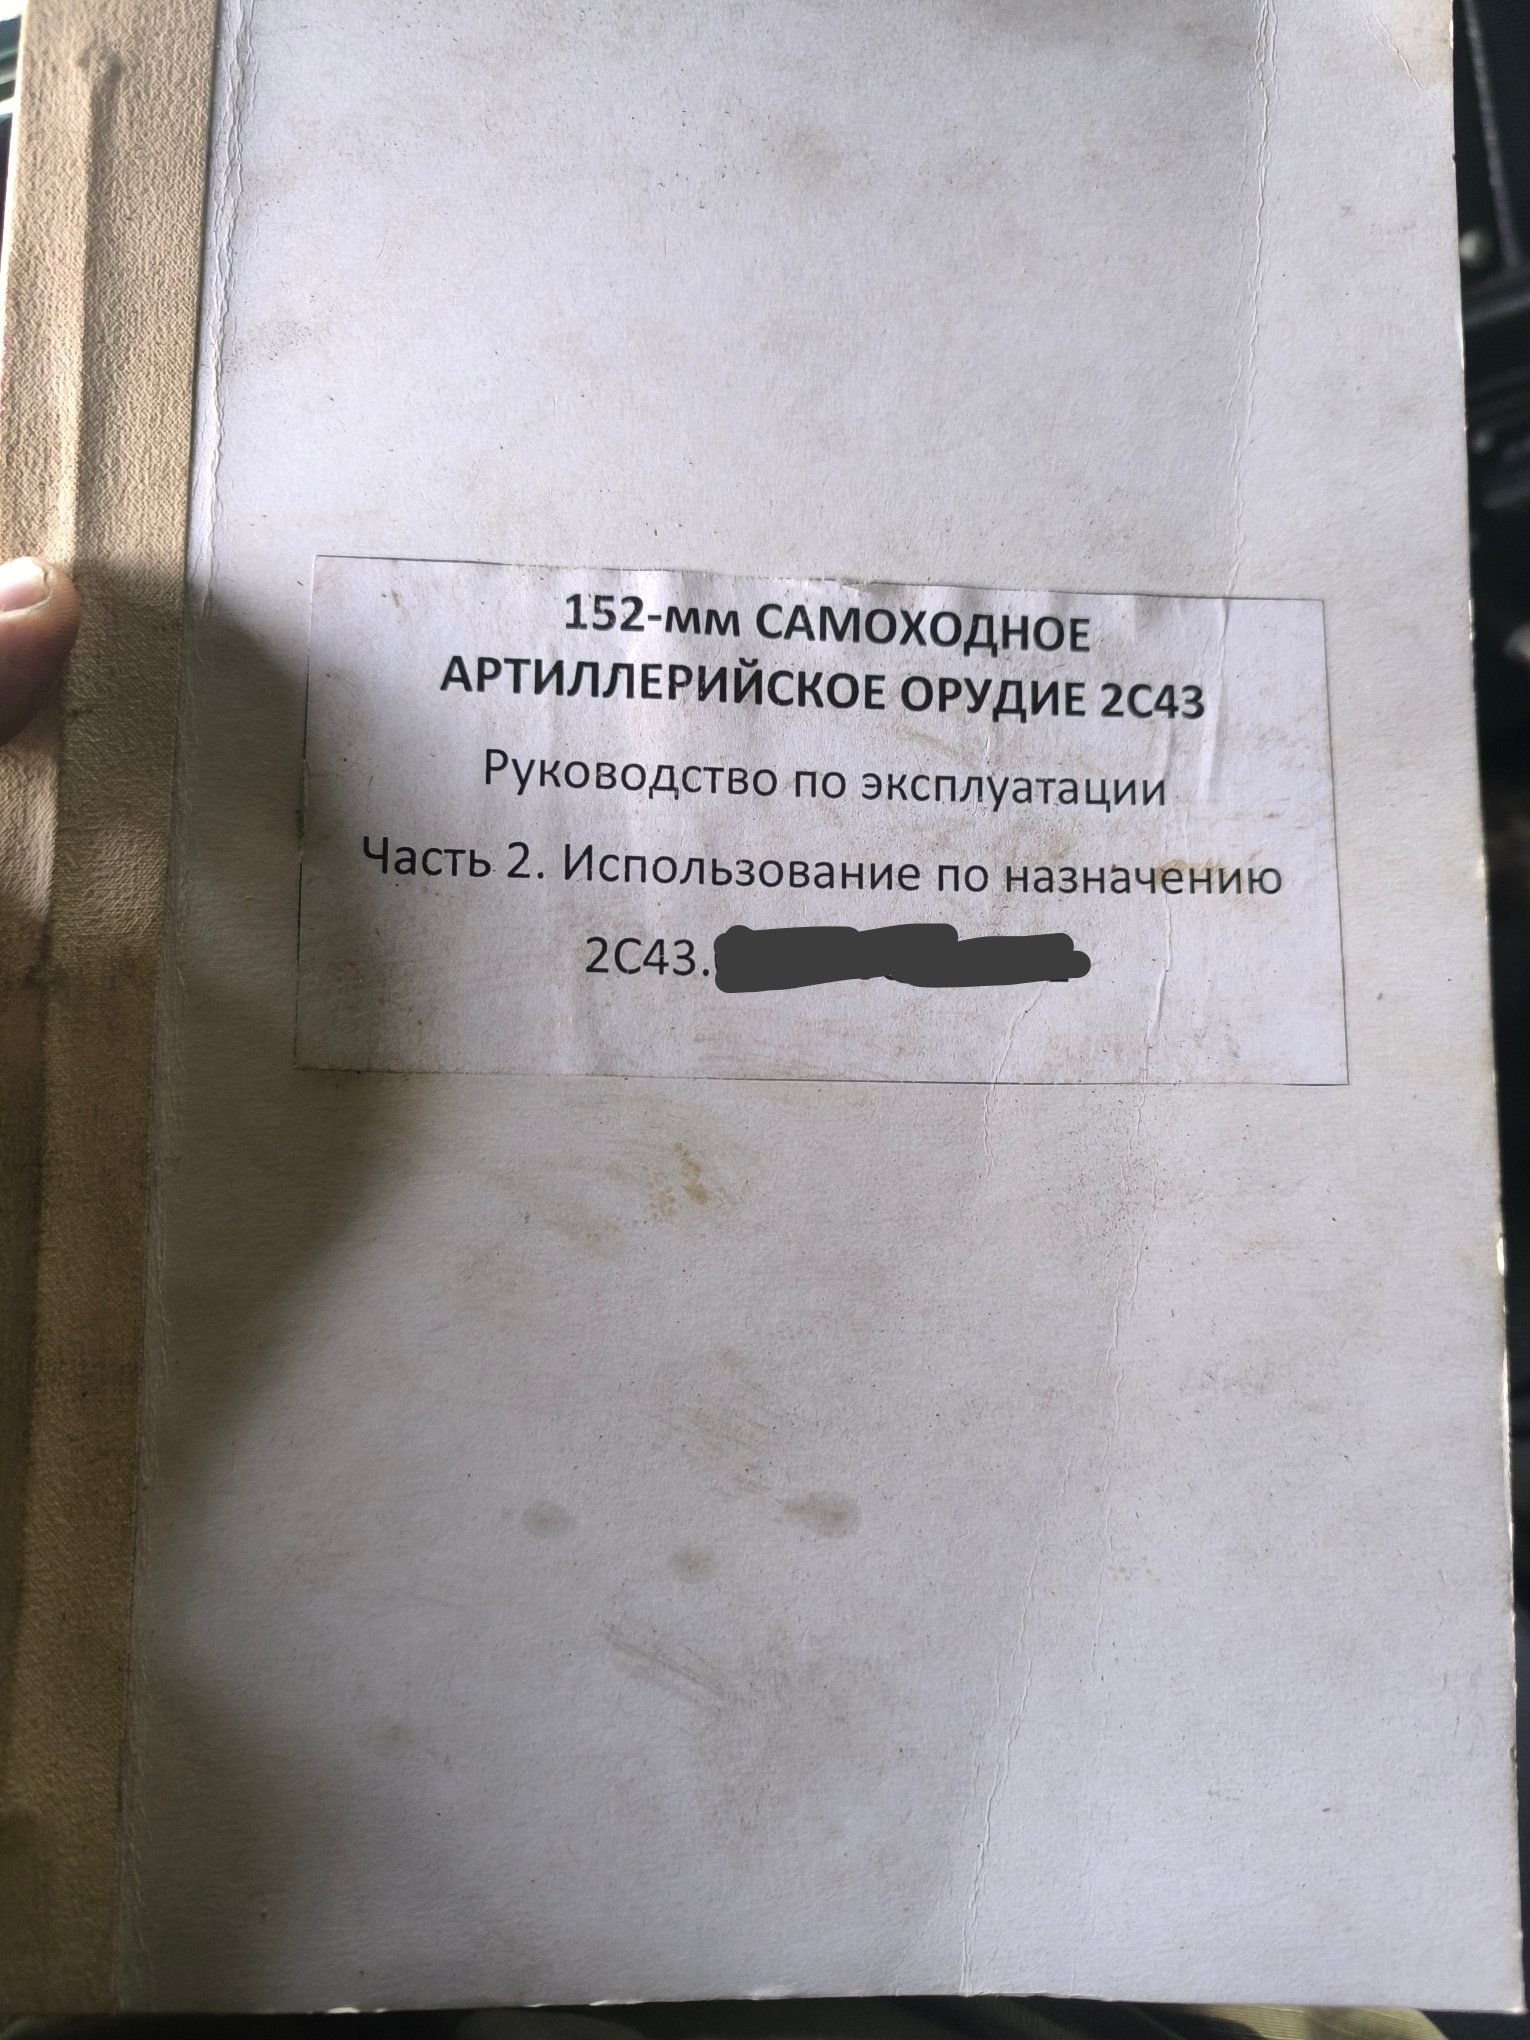 152-мм САМОХОДНОЕ
АРТИЛЛЕРИЙСКОЕ ОРУДИЕ 2С43
Руководство по эксплуатации
Часть 2. Использование по назначению
2С43.